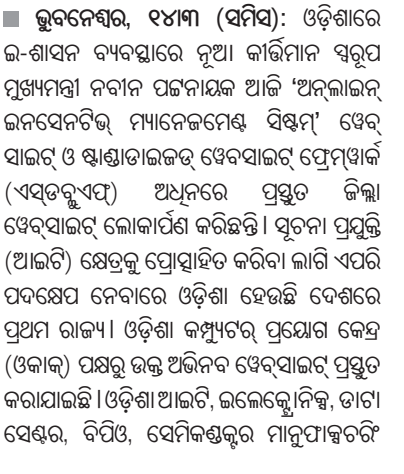 ଭୁବନେଶ୍ୱର, ୧୪ା୩ (ସମିସ): ଓଡ଼ିଶାରେ
ଇ-ଶାସନ ବ୍ୟବସ୍ଥାରେ ନୂଆ କୀର୍ତ୍ତିମାନ ସ୍ୱରୂପ
ମୁଖ୍ୟମନ୍ତ୍ରୀ ନବୀନ ପଟ୍ଟନାୟକ ଆଜି ‘ଅନ୍‌ଲାଇନ୍
ଇନସେନଟିଭ୍ ମ୍ୟାନେଜମେଣ୍ଟ ସିଷ୍ଟମ୍’ ୱେବ୍
ସାଇଟ୍ ଓ ଷ୍ଟାଣ୍ଡାଡାଇଜଡ୍ ୱେବସାଇଟ୍ ଫ୍ରେମ୍‌ୱାର୍କ
(ଏସ୍‌ଡବ୍ଲୁଏଫ୍) ଅଧିନରେ ପ୍ରସ୍ତୁତ ଜିଲ୍ଲା
ୱେବ୍‌ସାଇଟ୍ ଲୋକାର୍ପଣ କରିଛନ୍ତି। ସୂଚନା ପ୍ରଯୁକ୍ତି
(ଆଇଟି) କ୍ଷେତ୍ରକୁ ପ୍ରୋତ୍ସାହିତ କରିବା ଲାଗି ଏପରି
ପଦକ୍ଷେପ ନେବାରେ ଓଡ଼ିଶା ହେଉଛି ଦେଶରେ
ପ୍ରଥମ ରାଜ୍ୟ। ଓଡ଼ିଶା କମ୍ପ୍ୟୁଟର୍ ପ୍ରୟୋଗ କେନ୍ଦ୍ର
(ଓକାକ୍) ପକ୍ଷରୁ ଉକ୍ତ ଅଭିନବ ୱେବ୍‌ସାଇଟ୍ ପ୍ରସ୍ତୁତ
କରାଯାଇଛି। ଓଡ଼ିଶା ଆଇଟି, ଇଲେକ୍ଟ୍ରୋନିକ୍ସ, ଡାଟା
ସେଣ୍ଟର, ବିପିଓ, ସେମିକଣ୍ଡକ୍ଟର ମାନୁଫାକ୍ସଚରିଂ